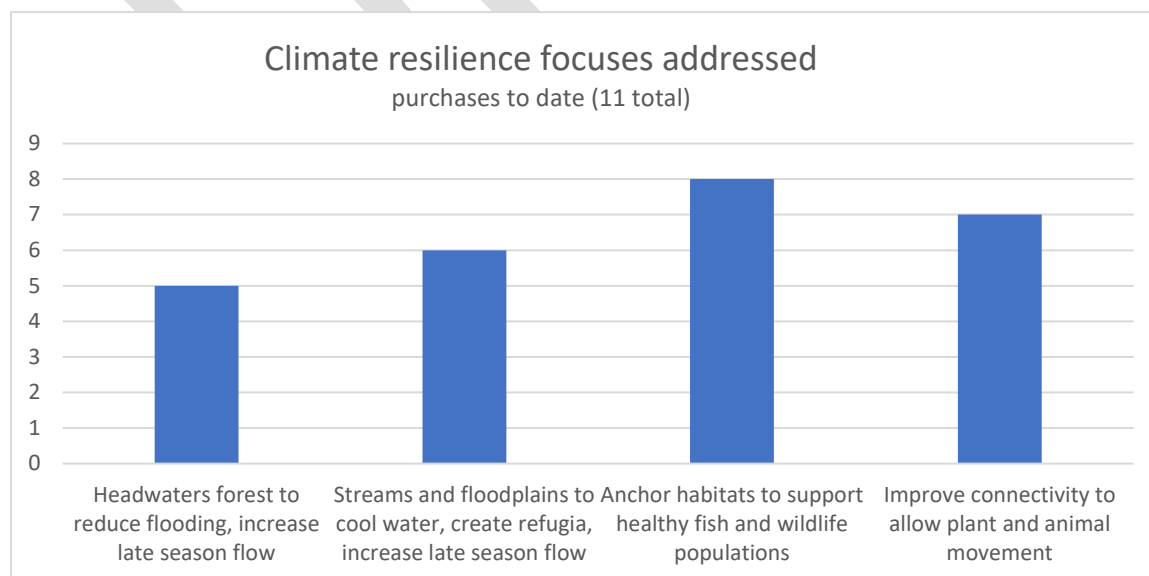 Climate resilience focuses addressed
purchases to date (11 total)
9
8
7
6
5
4
3
2
1
0
Headwaters forest to
reduce flooding, increase
late season flow
Streams and floodplains to
cool water, create refugia,
increase late season flow
Anchor habitats to support
healthy fish and wildlife
populations
Improve connectivity to
allow plant and animal
movement